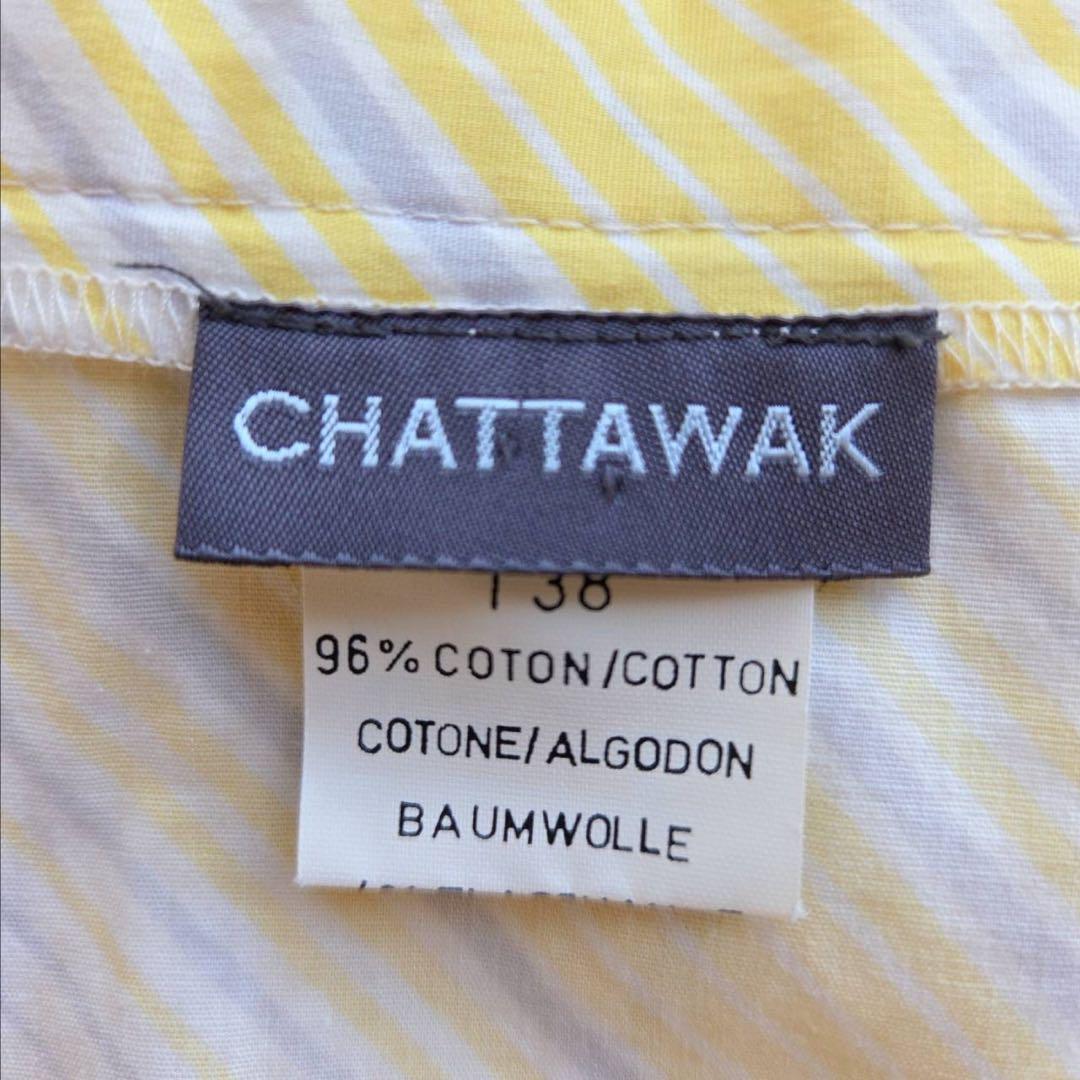 CHATTAWAK
T 38
96% COTON/COTTON
COTONE/ALGODON
BAUMWOLLE